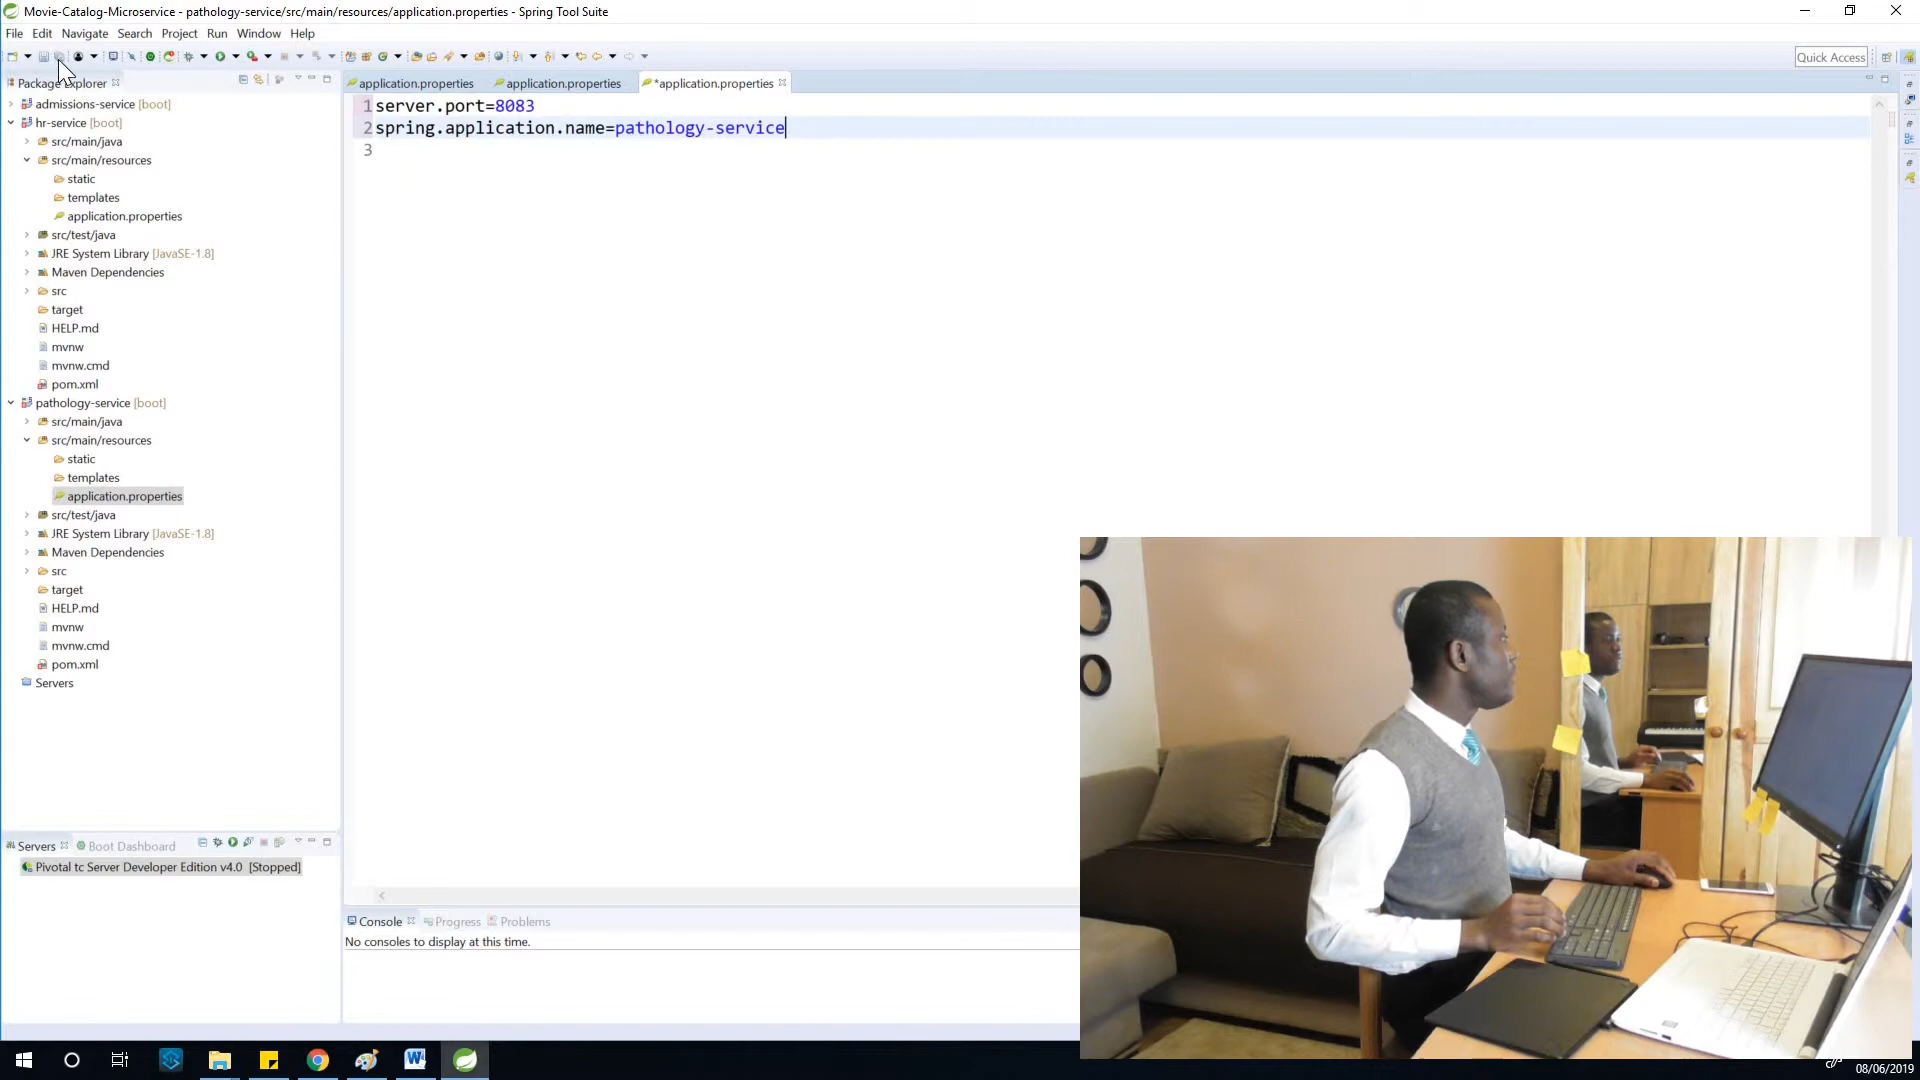 Movie-Catalog-Microservice - pathology-service/src/main/resources/application.properties - Spring Tool Suite
File Edit Navigate Search Project Run Window Help
Quick Access
Package Explorer
application.properties application.properties *application.properties
admissions-service [boot]
hr-service [boot]
src/main/java
src/main/resources
static
templates
application.properties
src/test/java
JRE System Library [JavaSE-1.8]
Maven Dependencies
src
target
HELP.md
mvnw
mvnw.cmd
pom.xml
pathology-service [boot]
src/main/java
src/main/resources
static
templates
application.properties
src/test/java
JRE System Library [JavaSE-1.8]
Maven Dependencies
src
target
HELP.md
mvnw
mvnw.cmd
pom.xml
Servers
1 server.port=8083
2 spring.application.name=pathology-service
3
Servers Boot Dashboard
Pivotal tc Server Developer Edition v4.0 [Stopped]
Console Progress Problems
No consoles to display at this time.
08/06/2019